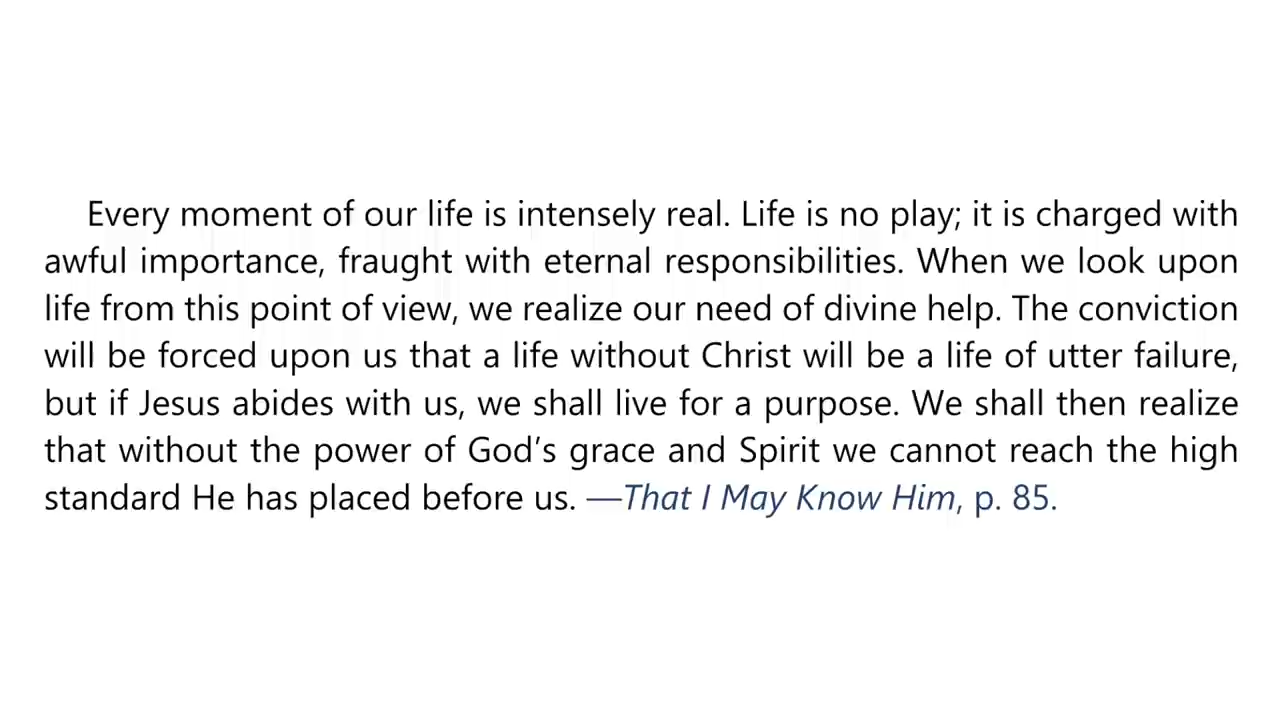 Every moment of our life is intensely real. Life is no play; it is charged with
awful importance, fraught with eternal responsibilities. When we look upon
life from this point of view, we realize our need of divine help. The conviction
will be forced upon us that a life without Christ will be a life of utter failure,
but if Jesus abides with us, we shall live for a purpose. We shall then realize
that without the power of God’s grace and Spirit we cannot reach the high
standard He has placed before us. —That I May Know Him, p. 85.